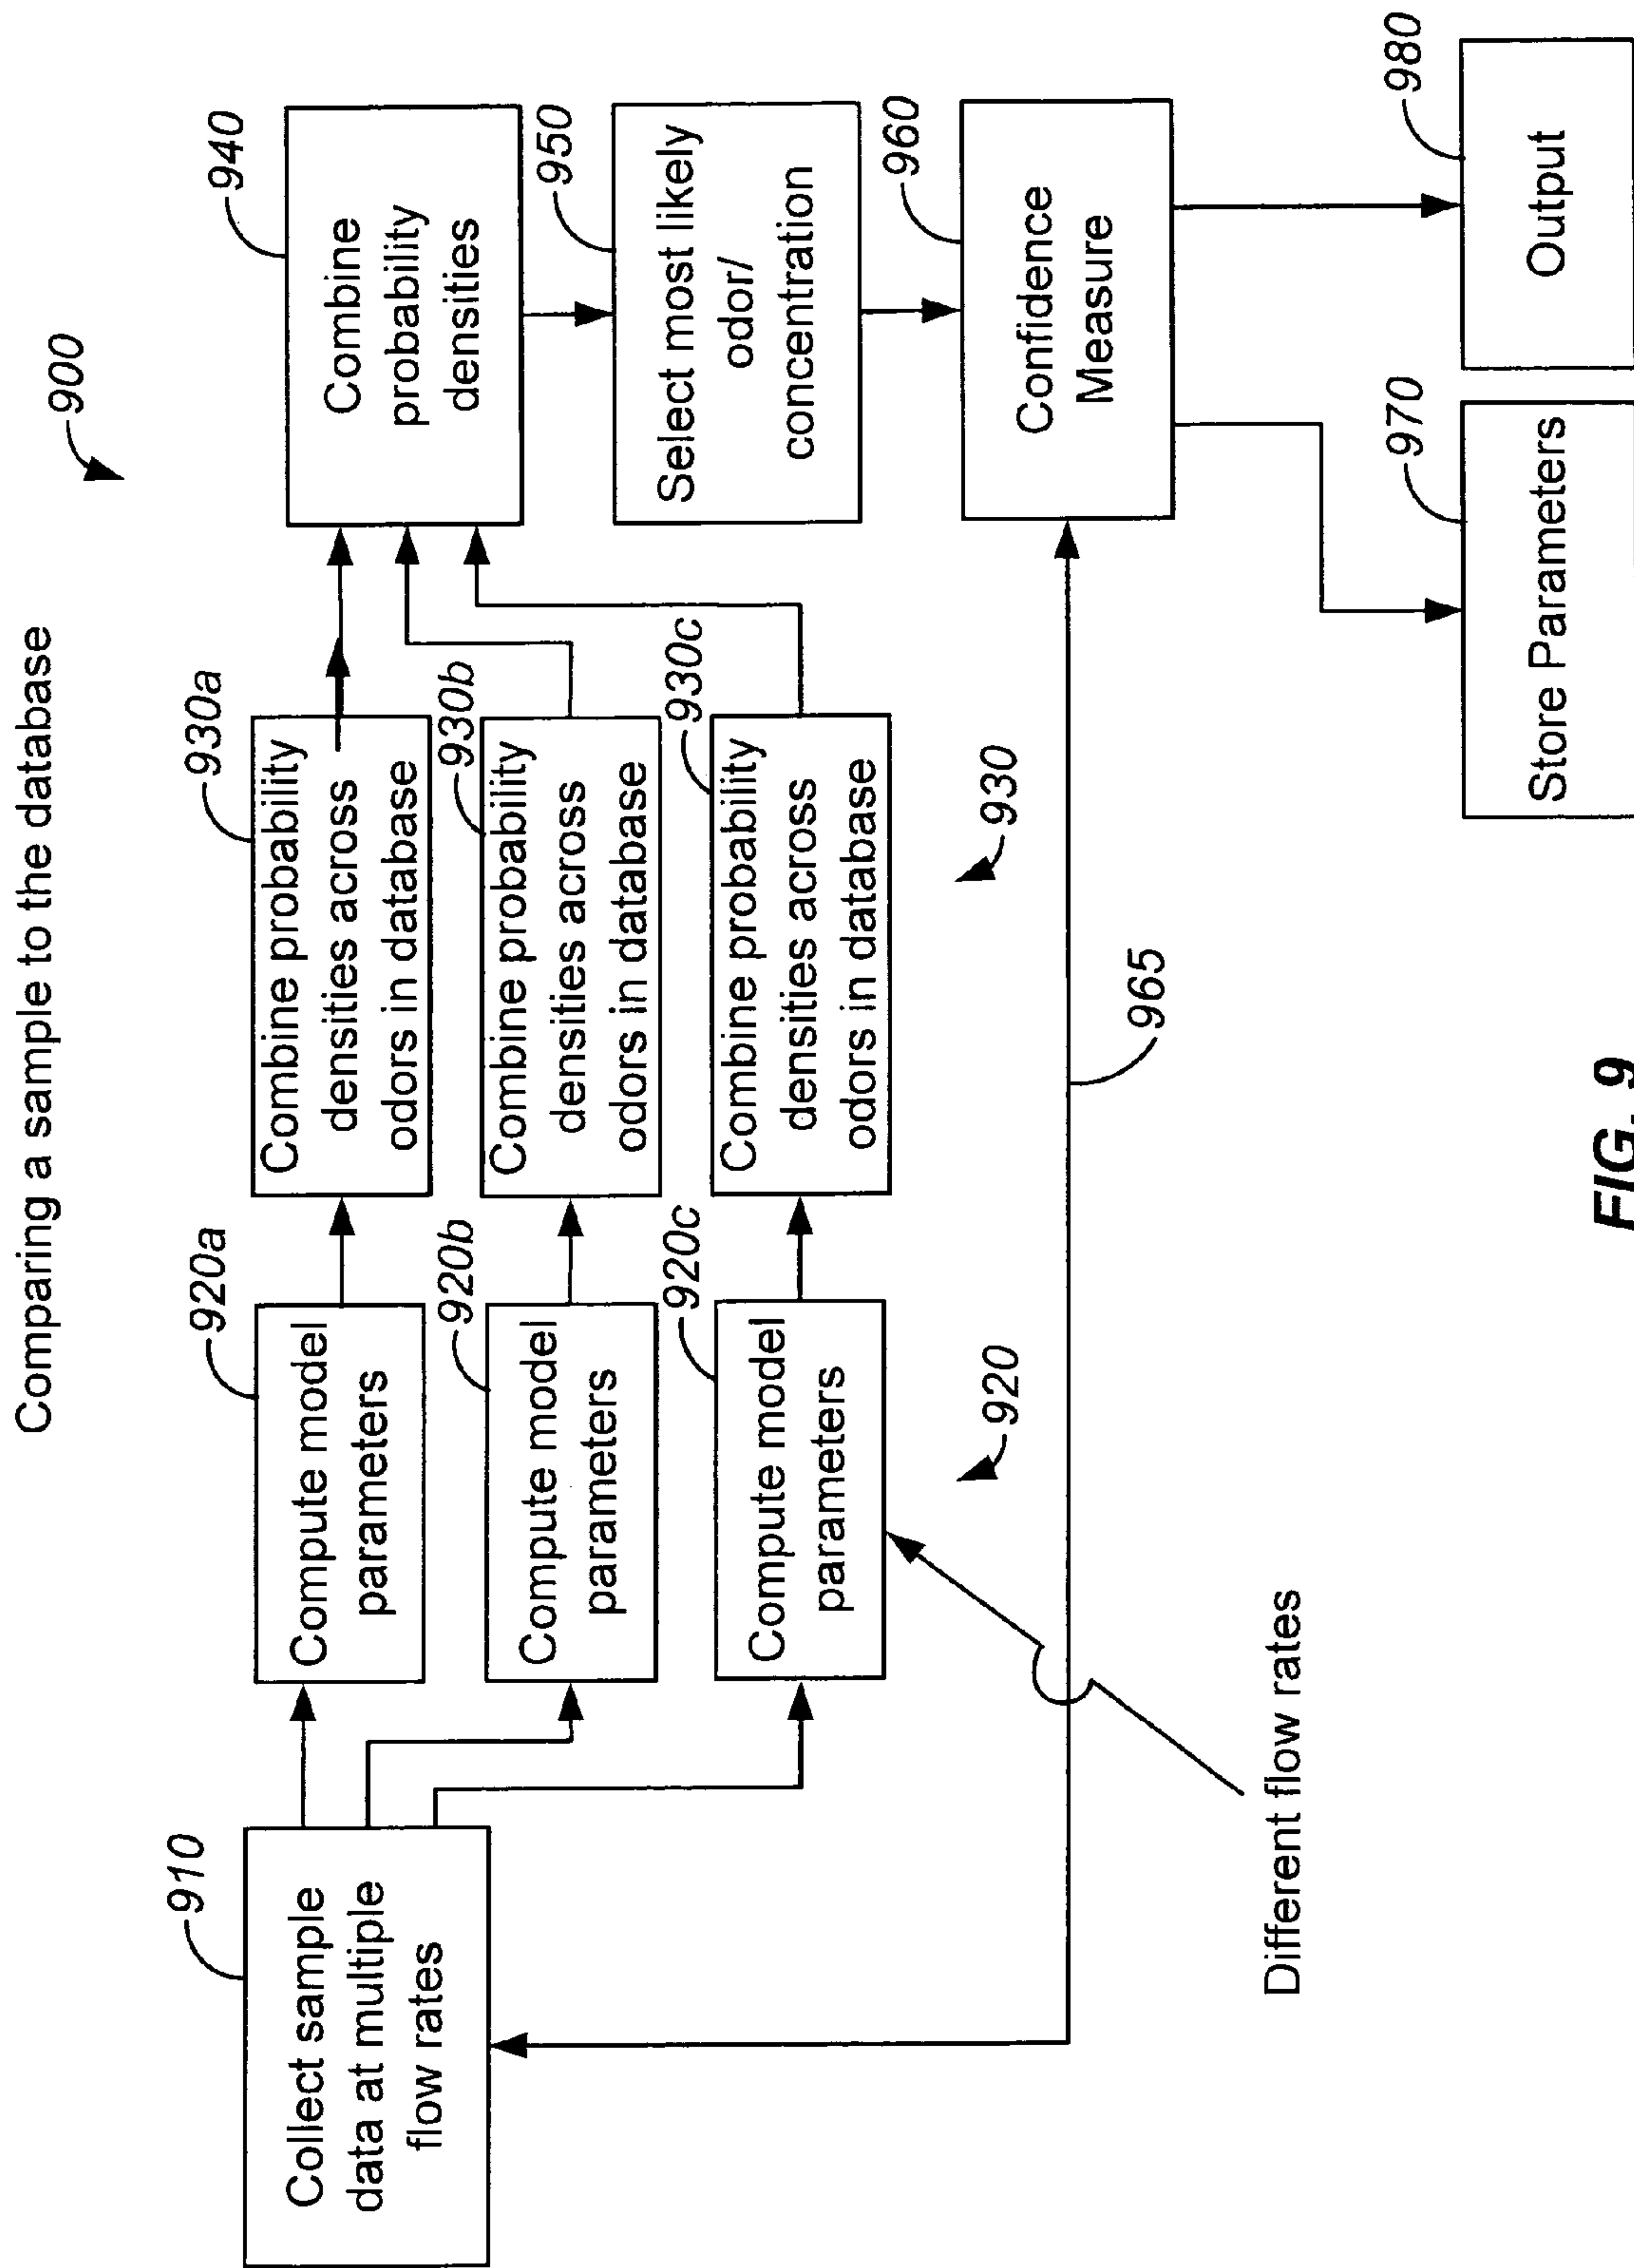 Comparing a sample to the database
900
910
Collect sample
data at multiple
flow rates
920a
Compute model
parameters
920b
Compute model
parameters
920c
Compute model
parameters
920
Different flow rates
930a
Combine probability
densities across
odors in database
930b
Combine probability
densities across
odors in database
930c
Combine probability
densities across
odors in database
930
940
Combine
probability
densities
950
Select most likely
odor/
concentration
960
Confidence
Measure
965
970
Store Parameters
980
Output
FIG. 9